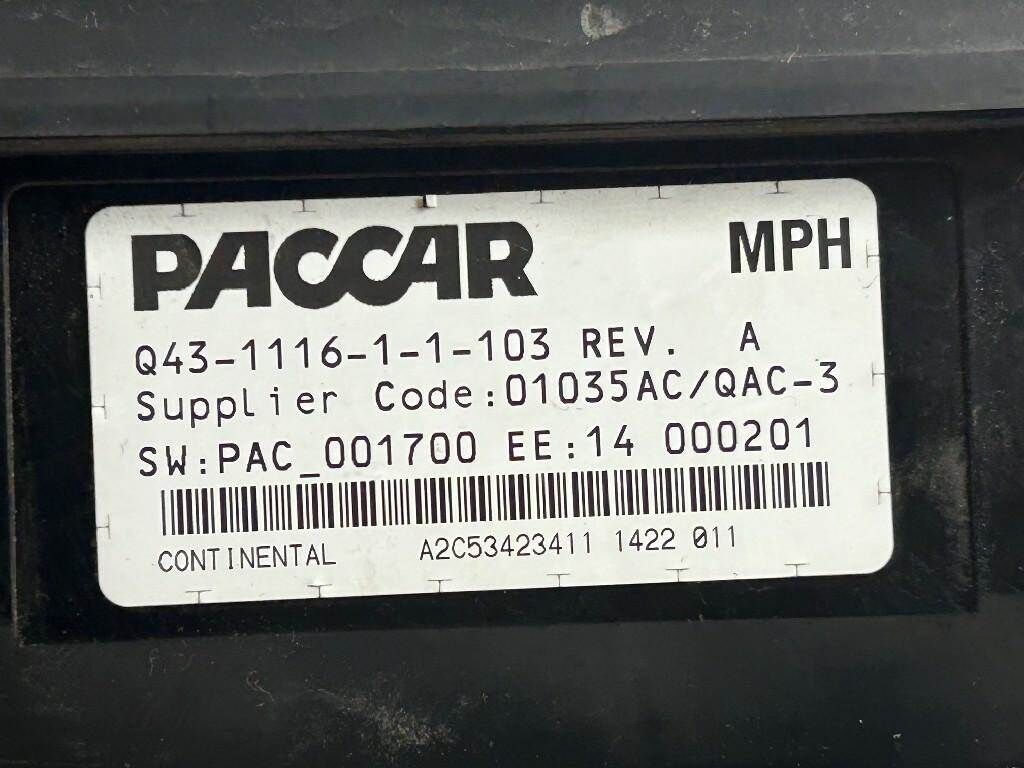 PACCAR MPH
Q43-1116-1-1-103 REV. A
Supplier Code:01035AC/QAC-3
SW:PAC_001700 EE:14 000201
CONTINENTAL A2C53423411 1422 011